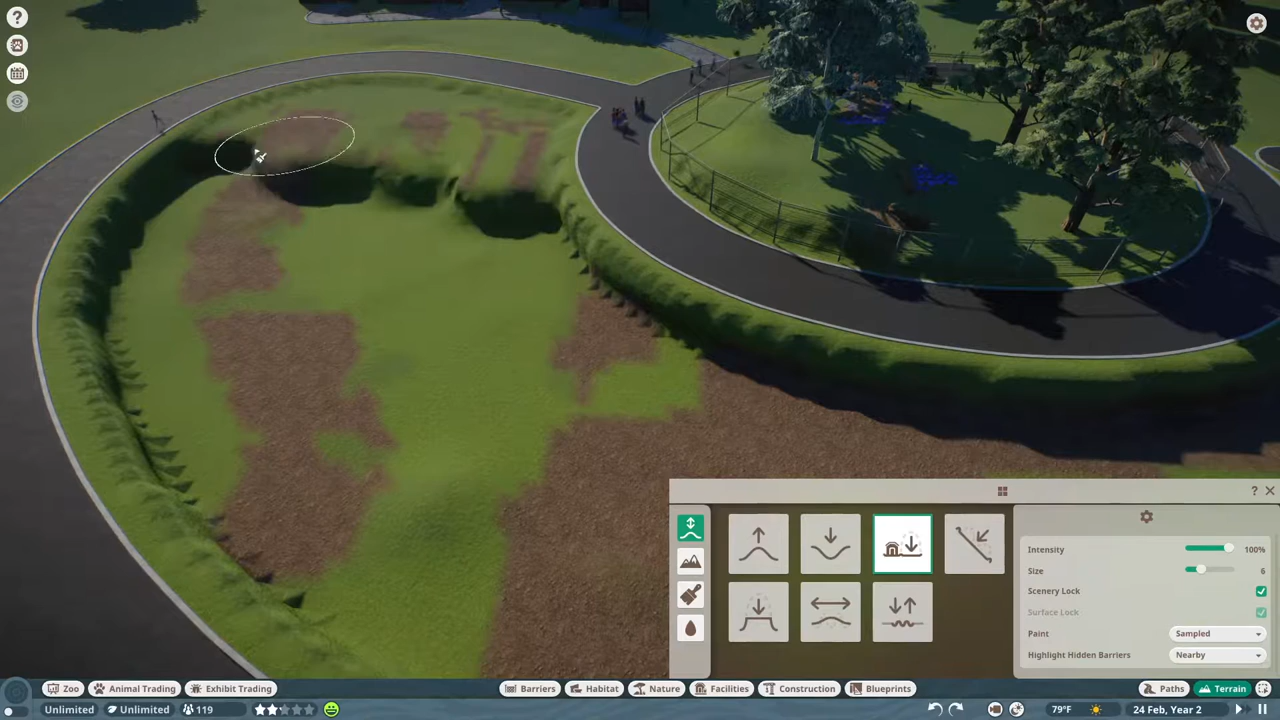 ?
? ×
Intensity 100%
Size 6
Scenery Lock
Surface Lock
Paint Sampled
Highlight Hidden Barriers Nearby
Zoo Animal Trading Exhibit Trading Barriers Habitat Nature Facilities Construction Blueprints Paths Terrain
Unlimited Unlimited 119 79°F 24 Feb, Year 2